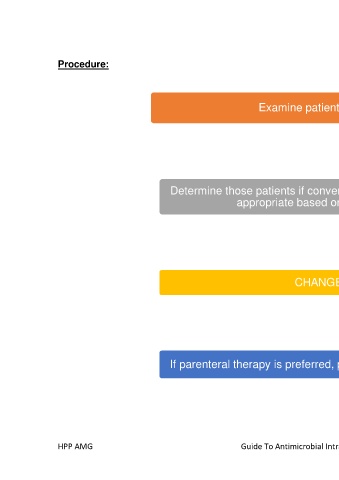 Procedure:
Examine patient
Determine those patients if conver
appropriate based on
CHANGE
If parenteral therapy is preferred, p
HPP AMG
Guide To Antimicrobial Intr